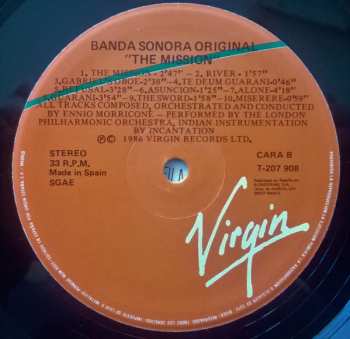 BANDA SONORA ORIGINAL
"THE MISSION"
1. THE MISSION-2'47" - 2. RIVER - 1'57"
3. GABRIEL'S OBOE-2'38" - 4. TE DEUM GUARANI-0'46"
5. REFUSAL-3'28" - 6. ASUNCION-1'25" - 7. ALONE-4'18"
8. GUARANI-3'54" - 9. THE SWORD-1'58" - 10. MISERERE-0'59"
ALL TRACKS COMPOSED, ORCHESTRATED AND CONDUCTED
BY ENNIO MORRICONE - PERFORMED BY THE LONDON
PHILHARMONIC ORCHESTRA, INDIAN INSTRUMENTATION
BY INCANTATION
℗ © 1986 VIRGIN RECORDS LTD.
STEREO
33 R.P.M.
Made in Spain
SGAE
CARA B
T-207 908
Virgin